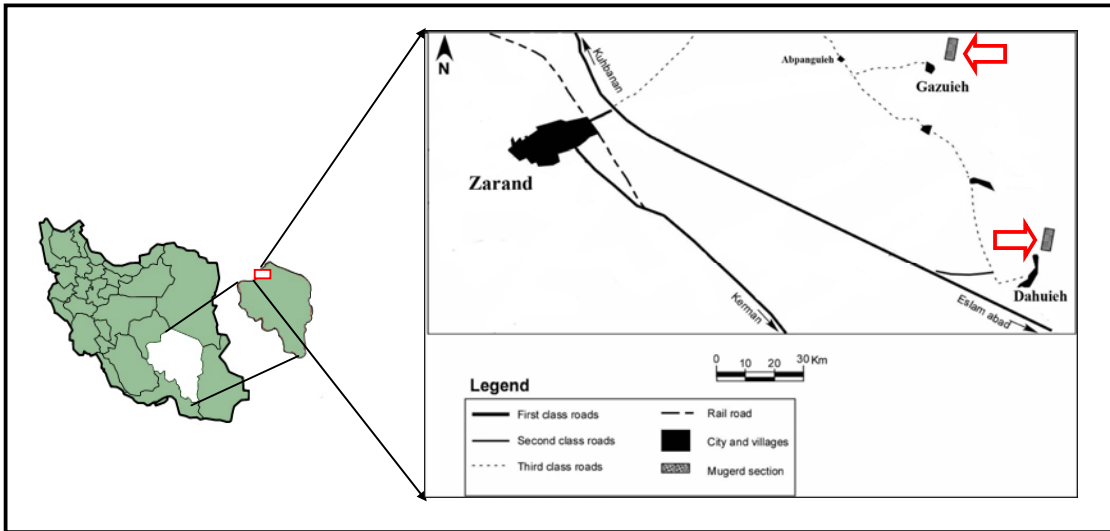 N
Kuhbanan
Abpanguieh
Gazuieh
Zarand
Dahuieh
Kerman
Eslam abad
0 10 20 30 Km
Legend
First class roads
Second class roads
Third class roads
Rail road
City and villages
Mugerd section